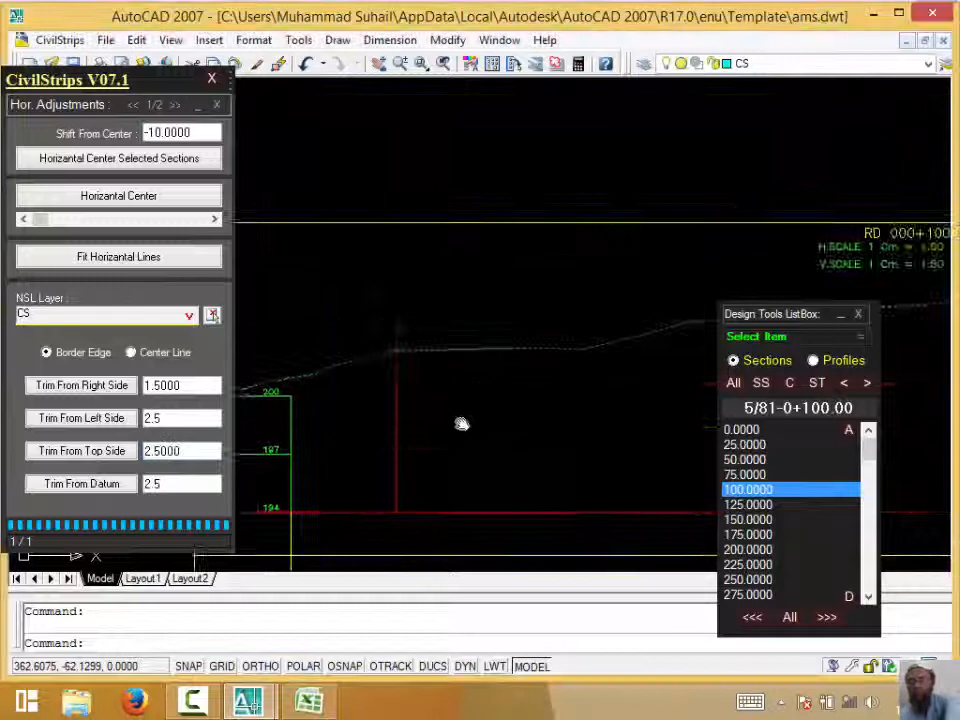 AutoCAD 2007 - [C:\Users\Muhammad Suhail\AppData\Local\Autodesk\AutoCAD 2007\R17.0\enu\Template\ams.dwt]
CivilStrips File Edit View Insert Format Tools Draw Dimension Modify Window Help
CS
CivilStrips V07.1 X
Hor. Adjustments : << 1/2 >> _ X
Shift From Center : -10.0000
Horizantal Center Selected Sections
Horizantal Center
< >
Fit Horizantal Lines
NSL Layer :
CS v
Border Edge Center Line
Trim From Right Side 1.5000
Trim From Left Side 2.5
Trim From Top Side 2.5000
Trim From Datum 2.5
1 / 1
X
200
197
194
RD 000+100
H.SCALE 1 Cm = 1.00
V.SCALE 1 Cm = 1.50
Design Tools ListBox: _ X
Select Item =
Sections Profiles
All SS C ST < >
5/81-0+100.00
0.0000 A
25.0000
50.0000
75.0000
100.0000
125.0000
150.0000
175.0000
200.0000
225.0000
250.0000
275.0000 D
<<< All >>>
Model Layout1 Layout2
Command:
Command:
362.6075, -62.1299, 0.0000 SNAP GRID ORTHO POLAR OSNAP OTRACK DUCS DYN LWT MODEL